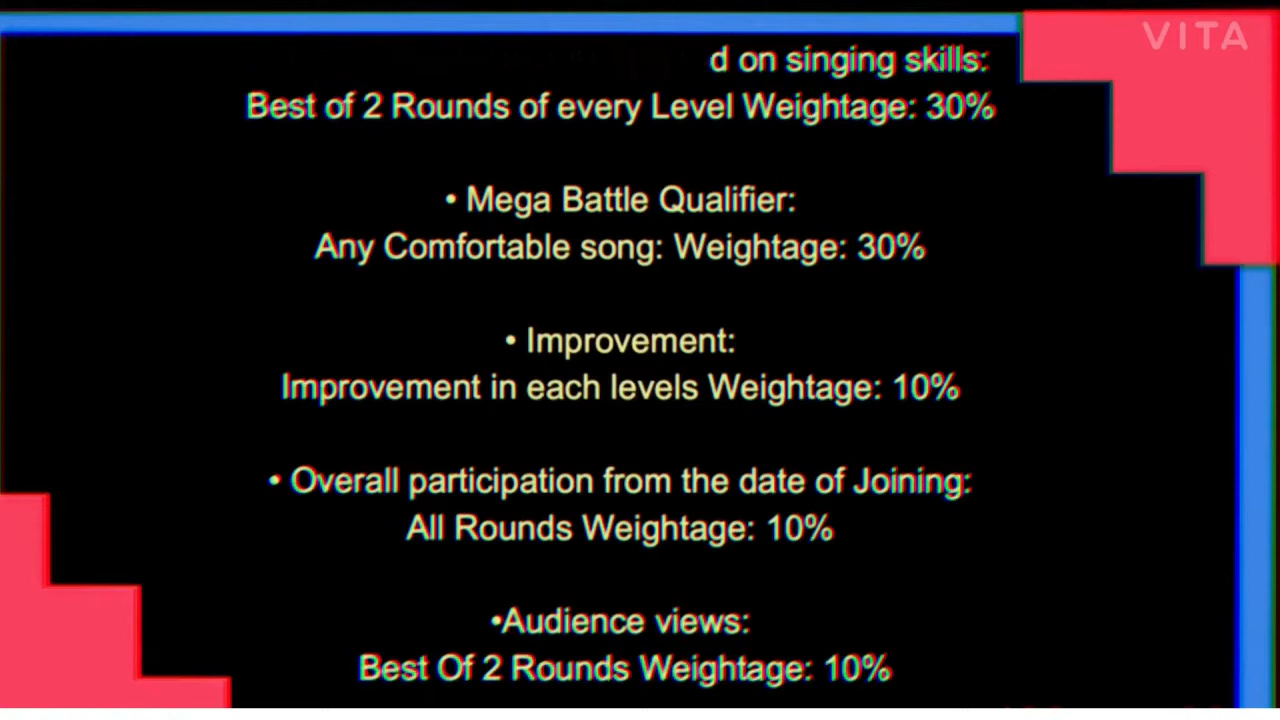 VITA
d on singing skills:
Best of 2 Rounds of every Level Weightage: 30%
• Mega Battle Qualifier:
Any Comfortable song: Weightage: 30%
• Improvement:
Improvement in each levels Weightage: 10%
• Overall participation from the date of Joining:
All Rounds Weightage: 10%
•Audience views:
Best Of 2 Rounds Weightage: 10%